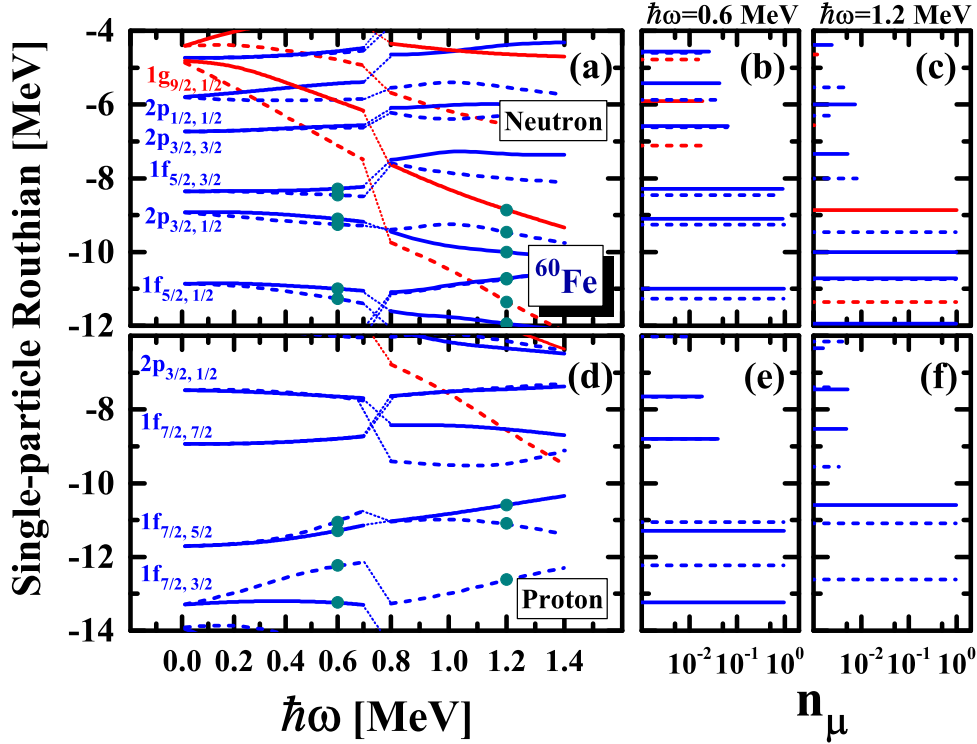 ℏω=0.6 MeV ℏω=1.2 MeV
Single-particle Routhian [MeV]
-4
-6
-8
-10
-12
(a)
1g9/2, 1/2
2p1/2, 1/2
2p3/2, 3/2
1f5/2, 3/2
2p3/2, 1/2
1f5/2, 1/2
Neutron
60Fe
(b)
(c)
-8
-10
-12
-14
(d)
2p3/2, 1/2
1f7/2, 7/2
1f7/2, 5/2
1f7/2, 3/2
Proton
(e)
(f)
0.0 0.2 0.4 0.6 0.8 1.0 1.2 1.4
10-2 10-1 100
10-2 10-1 100
ℏω [MeV]
nμ